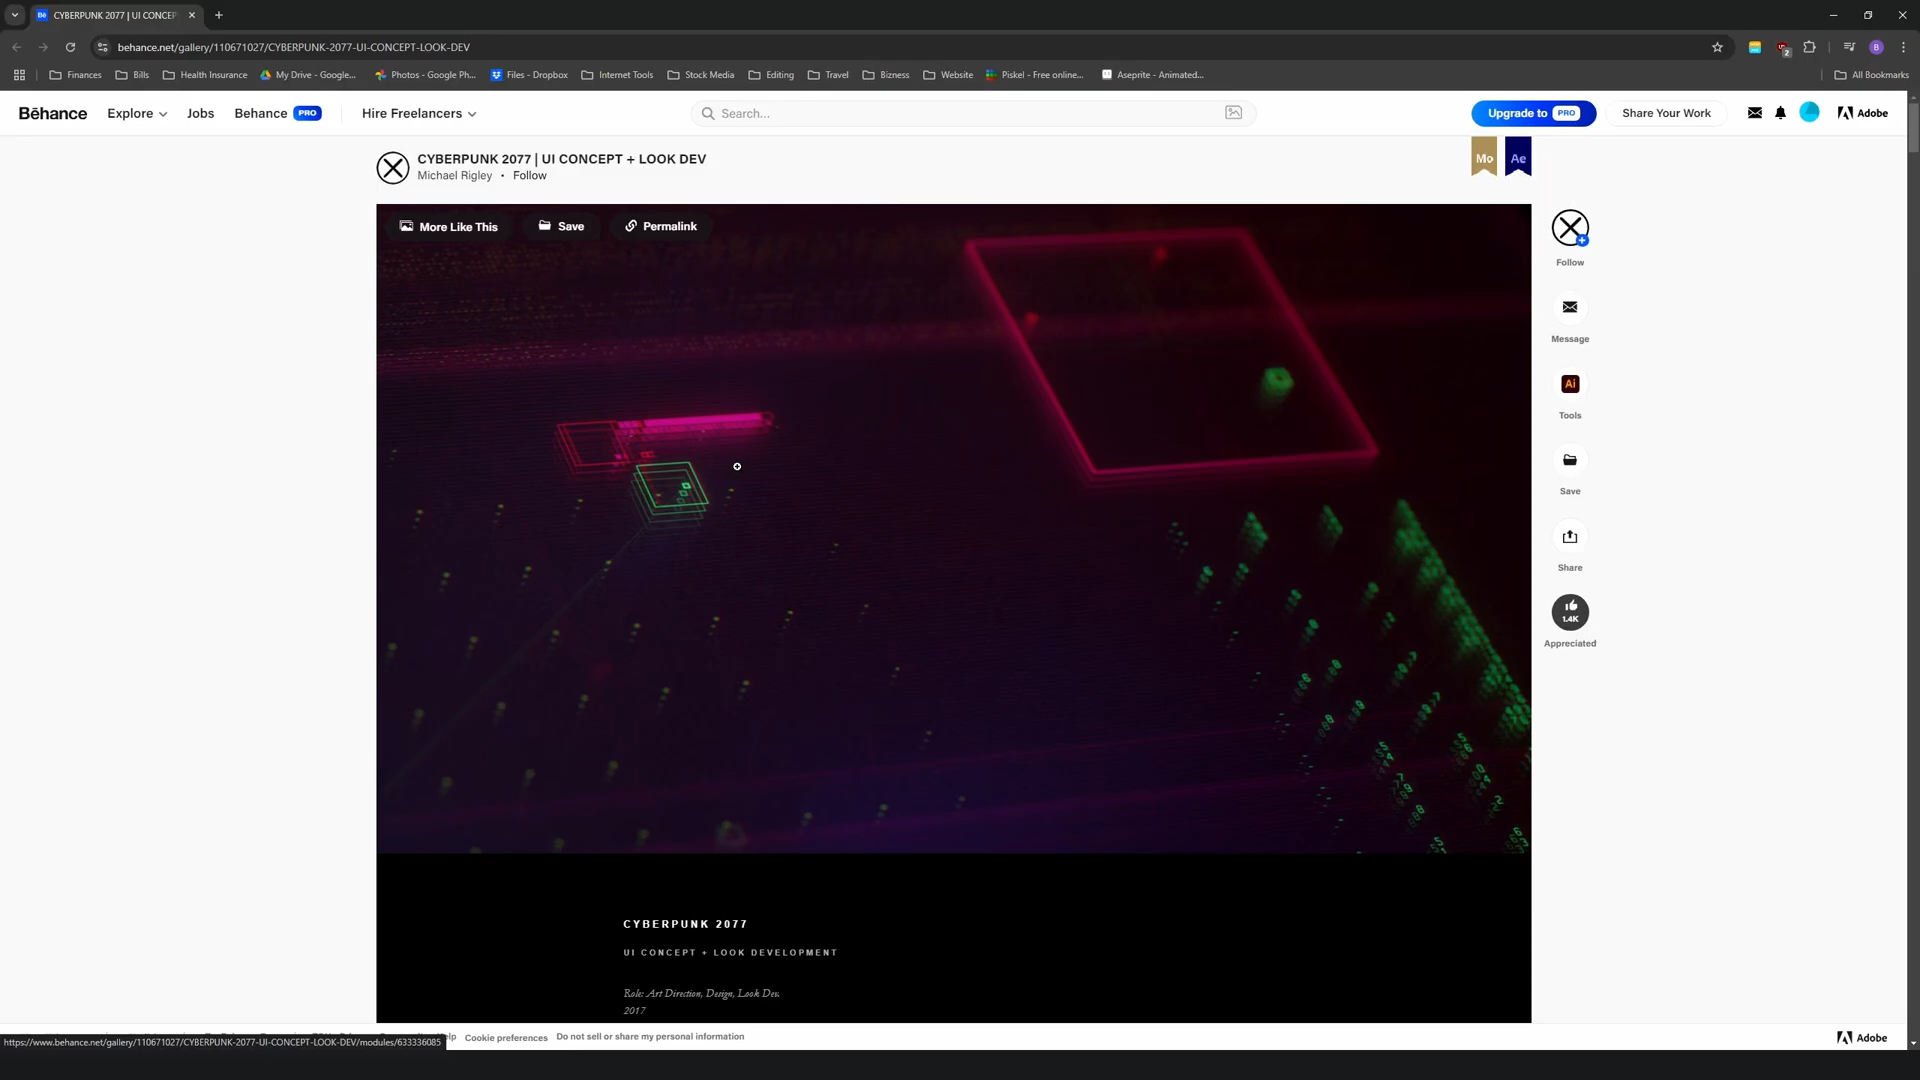 CYBERPUNK 2077 | UI CONCEP
behance.net/gallery/110671027/CYBERPUNK-2077-UI-CONCEPT-LOOK-DEV
2
B
Finances
Bills
Health Insurance
My Drive - Google...
Photos - Google Ph...
Files - Dropbox
Internet Tools
Stock Media
Editing
Travel
Bizness
Website
Piskel - Free online...
Aseprite - Animated...
All Bookmarks
Bēhance
Explore
Jobs
Behance PRO
Hire Freelancers
Search...
Upgrade to PRO
Share Your Work
Adobe
CYBERPUNK 2077 | UI CONCEPT + LOOK DEV
Michael Rigley • Follow
Mo
Ae
More Like This
Save
Permalink
Follow
Message
Ai
Tools
Save
Share
1.4K
Appreciated
CYBERPUNK 2077
UI CONCEPT + LOOK DEVELOPMENT
Role: Art Direction, Design, Look Dev.
2017
Cookie preferences
Do not sell or share my personal information
Adobe
https://www.behance.net/gallery/110671027/CYBERPUNK-2077-UI-CONCEPT-LOOK-DEV/modules/633336085